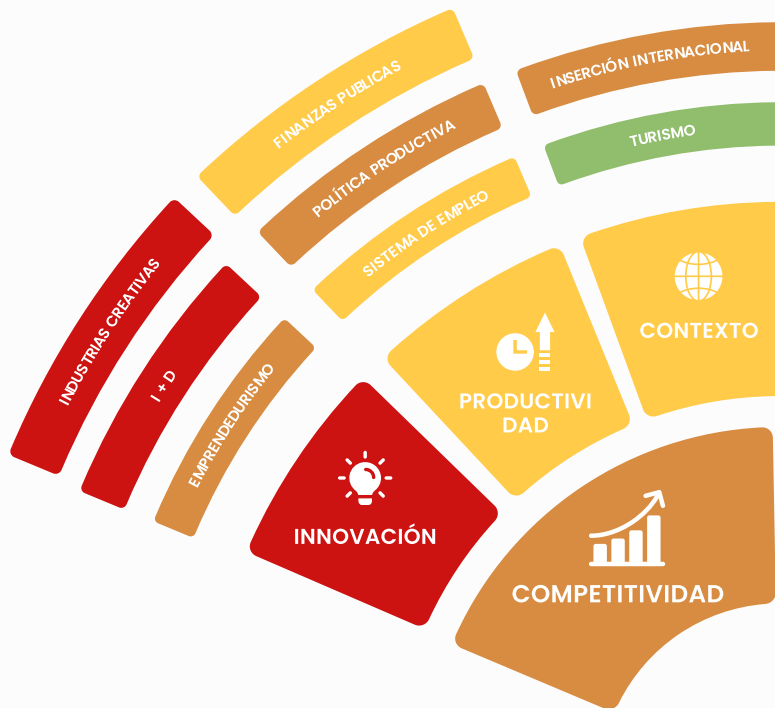 FINANZAS PUBLICAS
POLÍTICA PRODUCTIVA
SISTEMA DE EMPLEO
INSERCIÓN INTERNACIONAL
TURISMO
INDUSTRIAS CREATIVAS
I + D
EMPRENDEDURISMO
CONTEXTO
PRODUCTIVI
DAD
INNOVACIÓN
COMPETITIVIDAD